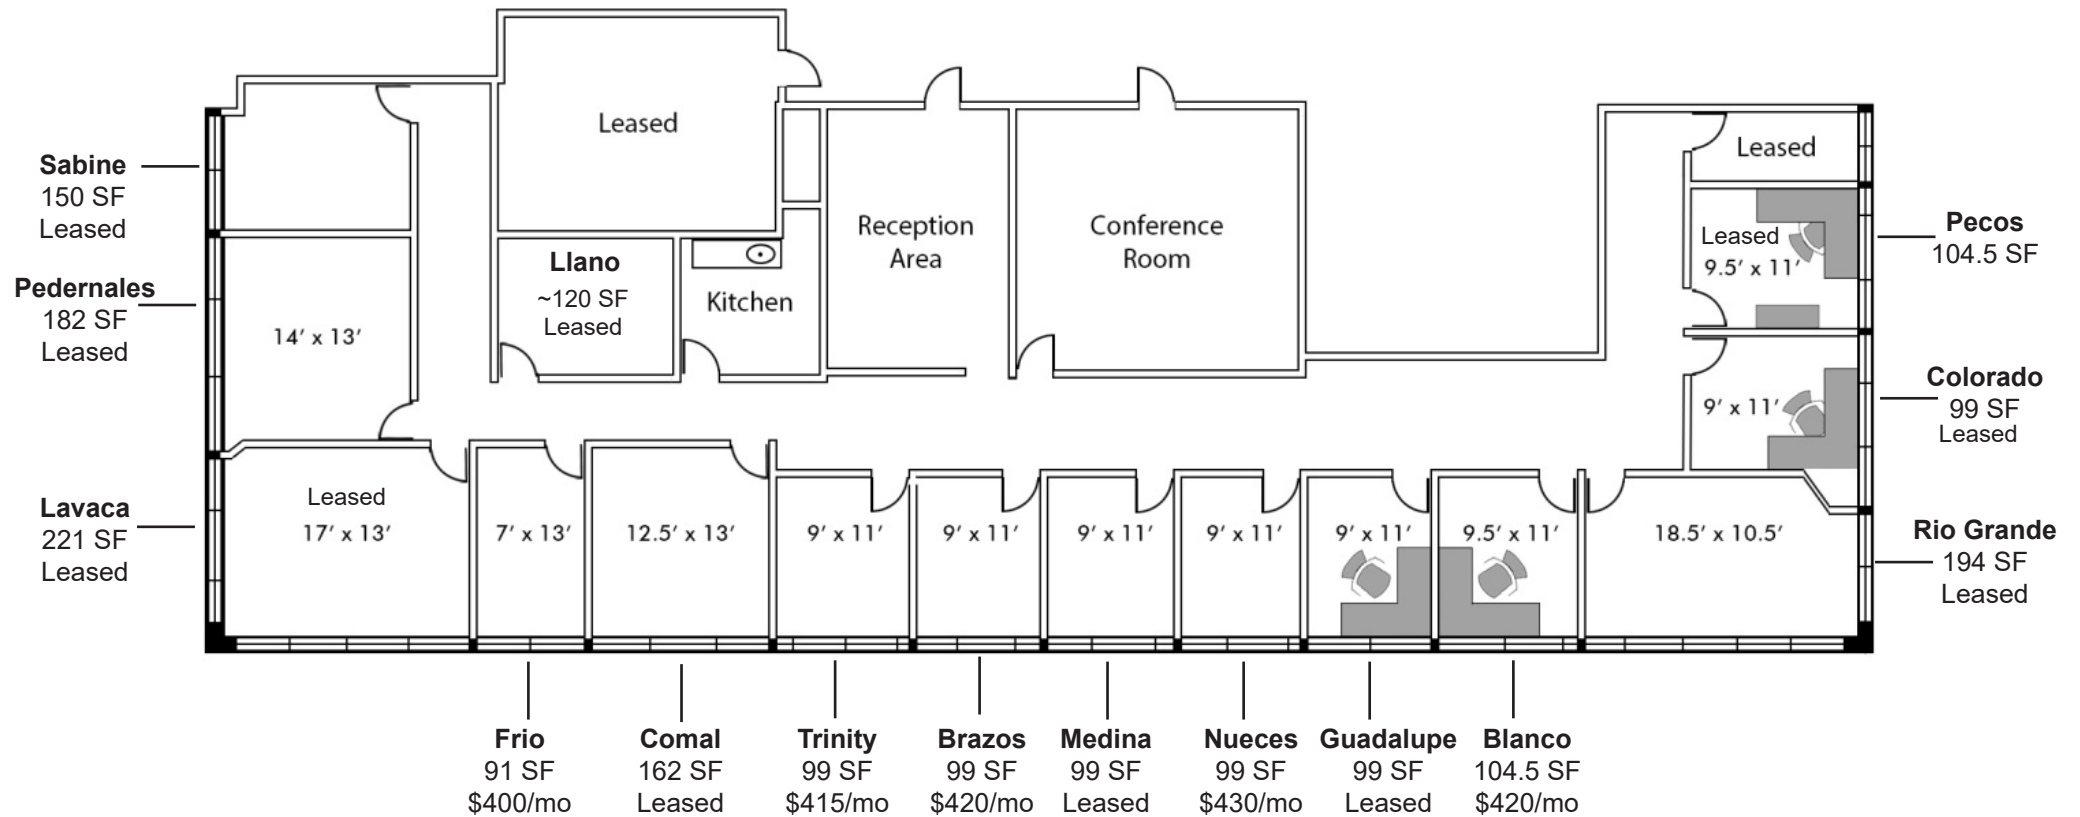 Leased
Leased
Sabine
150 SF
Leased
Reception
Area
Conference
Room
Leased
9.5’ x 11’
Pecos
104.5 SF
Pedernales
182 SF
Leased
14’ x 13’
Llano
~120 SF
Leased
Kitchen
9’ x 11’
Colorado
99 SF
Leased
Lavaca
221 SF
Leased
Leased
17’ x 13’
7’ x 13’
12.5’ x 13’
9’ x 11’
9’ x 11’
9’ x 11’
9’ x 11’
9’ x 11’
9.5’ x 11’
18.5’ x 10.5’
Rio Grande
194 SF
Leased
Frio
91 SF
$400/mo
Comal
162 SF
Leased
Trinity
99 SF
$415/mo
Brazos
99 SF
$420/mo
Medina
99 SF
Leased
Nueces
99 SF
$430/mo
Guadalupe
99 SF
Leased
Blanco
104.5 SF
$420/mo